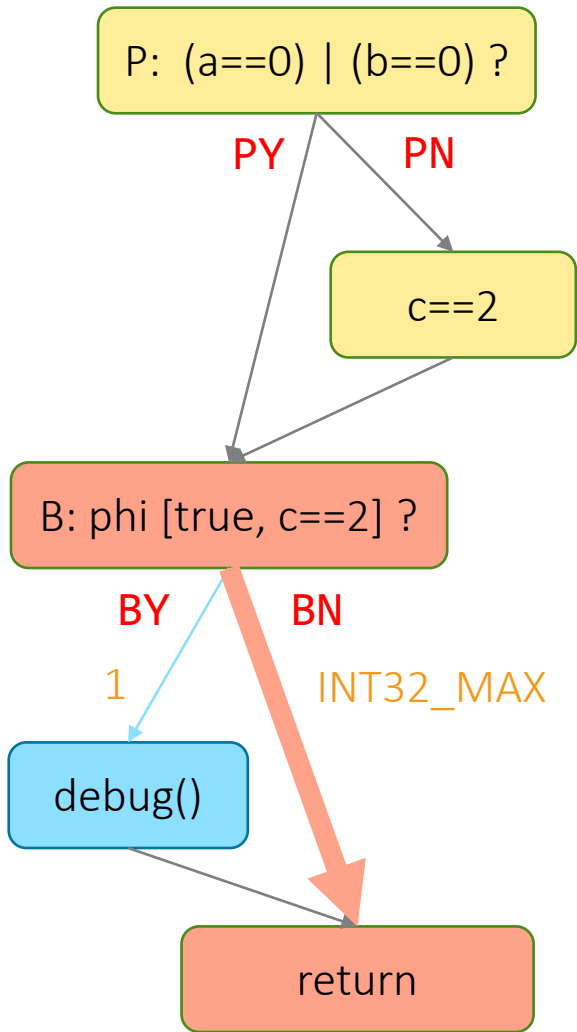 P: (a==0) | (b==0) ?
PY
PN
c==2
B: phi [true, c==2] ?
BY
BN
1
INT32_MAX
debug()
return